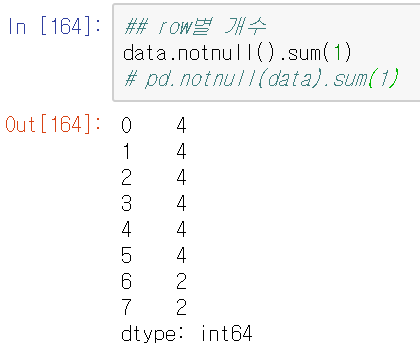 In [164]: ## row별 개수
data.notnull().sum(1)
# pd.notnull(data).sum(1)
Out[164]: 0 4
1 4
2 4
3 4
4 4
5 4
6 2
7 2
dtype: int64